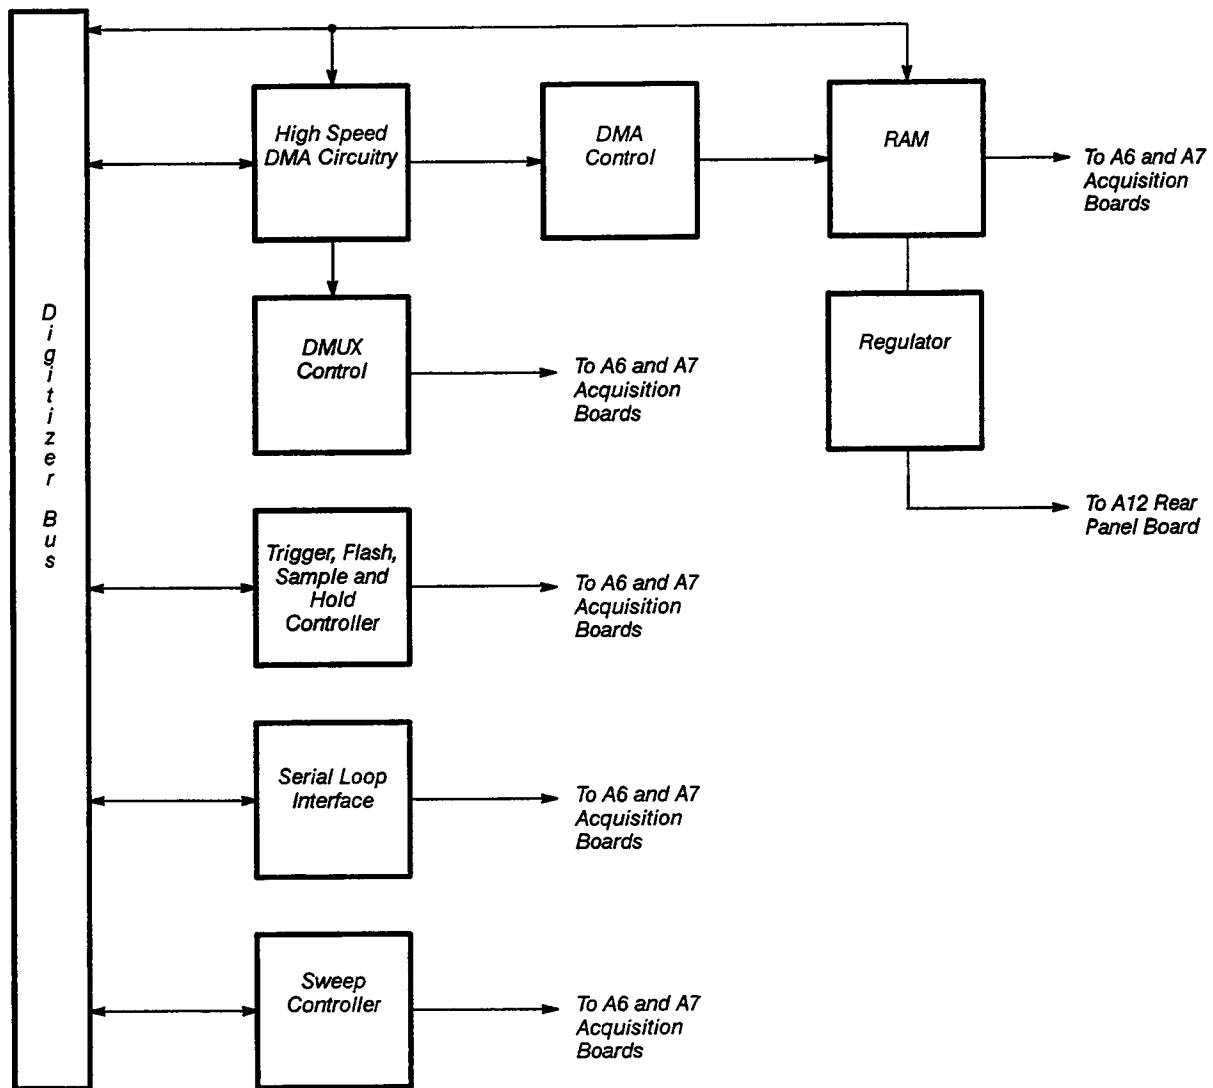 Digitizer Bus
High Speed
DMA Circuitry
DMA
Control
RAM
To A6 and A7
Acquisition
Boards
DMUX
Control
To A6 and A7
Acquisition
Boards
Regulator
To A12 Rear
Panel Board
Trigger, Flash,
Sample and
Hold
Controller
To A6 and A7
Acquisition
Boards
Serial Loop
Interface
To A6 and A7
Acquisition
Boards
Sweep
Controller
To A6 and A7
Acquisition
Boards